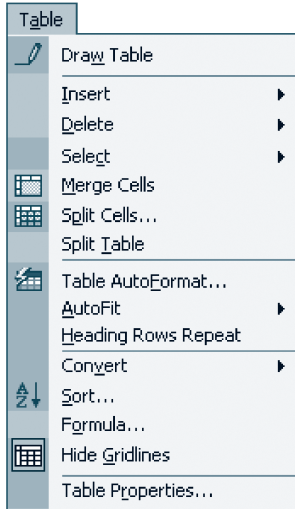 Table
Draw Table
Insert
Delete
Select
Merge Cells
Split Cells...
Split Table
Table AutoFormat...
AutoFit
Heading Rows Repeat
Convert
A
Z
Sort...
Formula...
Hide Gridlines
Table Properties...